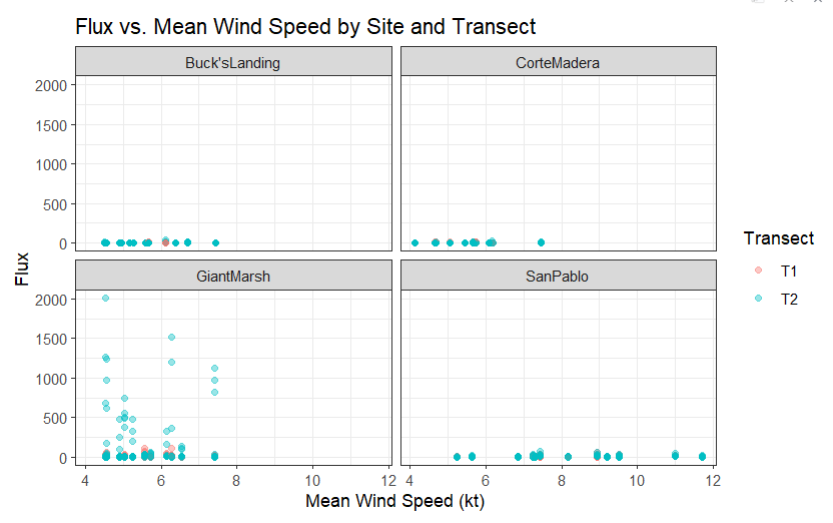 Flux vs. Mean Wind Speed by Site and Transect
Buck'sLanding
CorteMadera
2000
1500
1000
500
0
GiantMarsh
SanPablo
2000
1500
1000
500
0
Flux
4 6 8 10 12
4 6 8 10 12
Mean Wind Speed (kt)
Transect
T1
T2